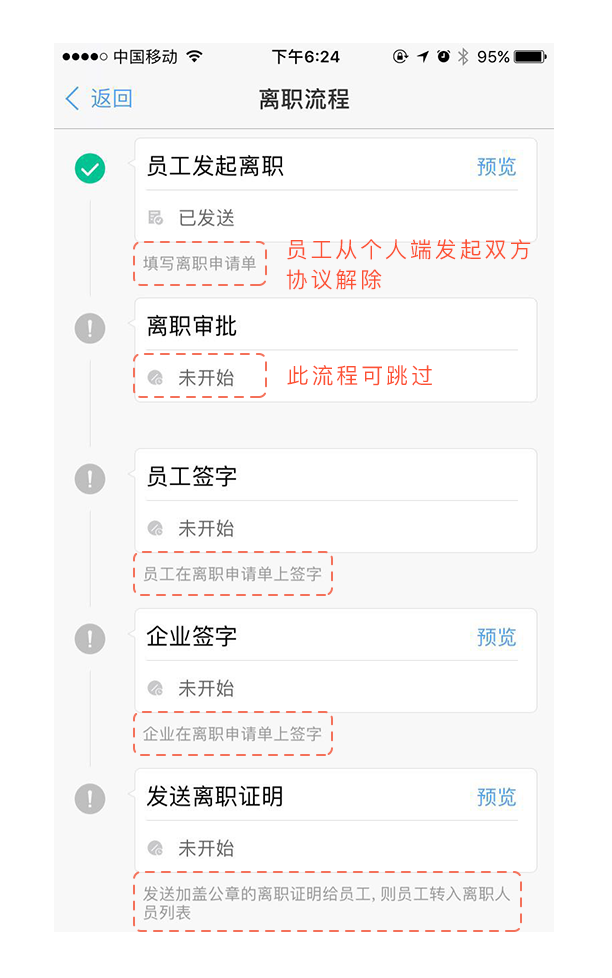 中国移动 下午6:24 95%
返回 离职流程
员工发起离职 预览
已发送
填写离职申请单
员工从个人端发起双方
协议解除
离职审批
未开始
此流程可跳过
员工签字
未开始
员工在离职申请单上签字
企业签字 预览
未开始
企业在离职申请单上签字
发送离职证明 预览
未开始
发送加盖公章的离职证明给员工, 则员工转入离职人
员列表